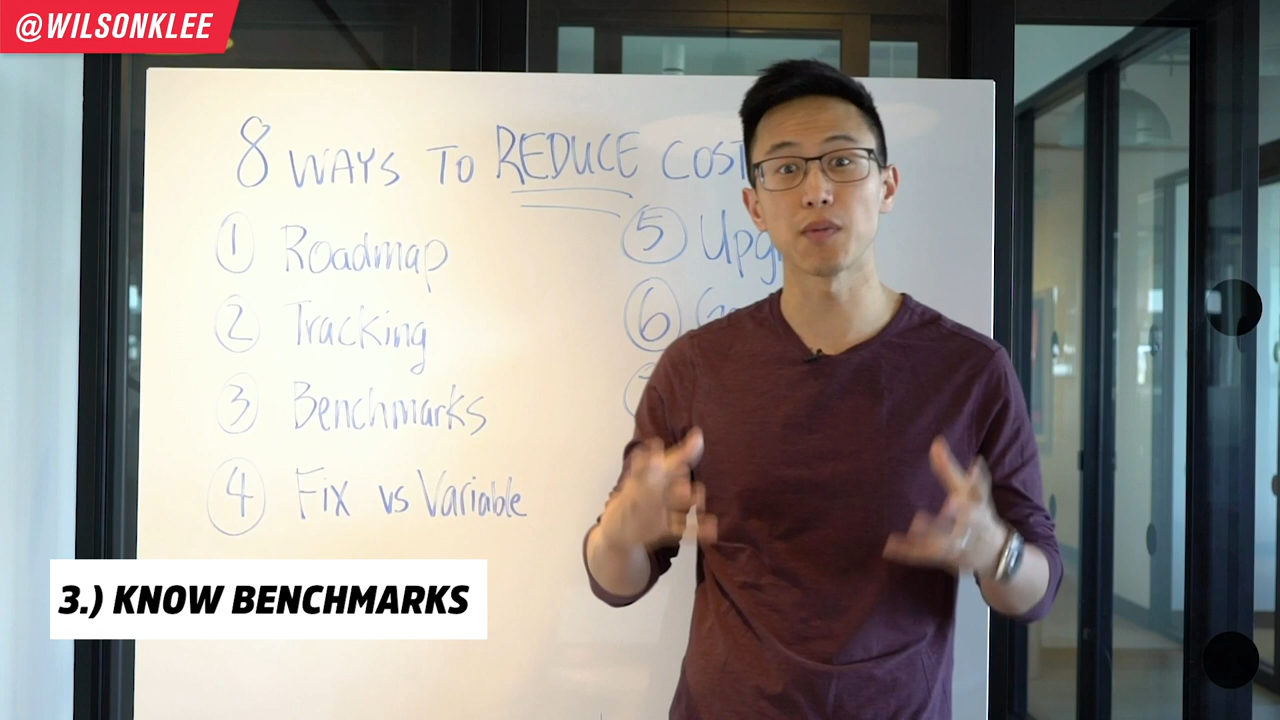 @WILSONKLEE
8 WAYS TO REDUCE COST
1 Roadmap
2 Tracking
3 Benchmarks
4 Fix vs Variable
5 Upg
6 
3.) KNOW BENCHMARKS